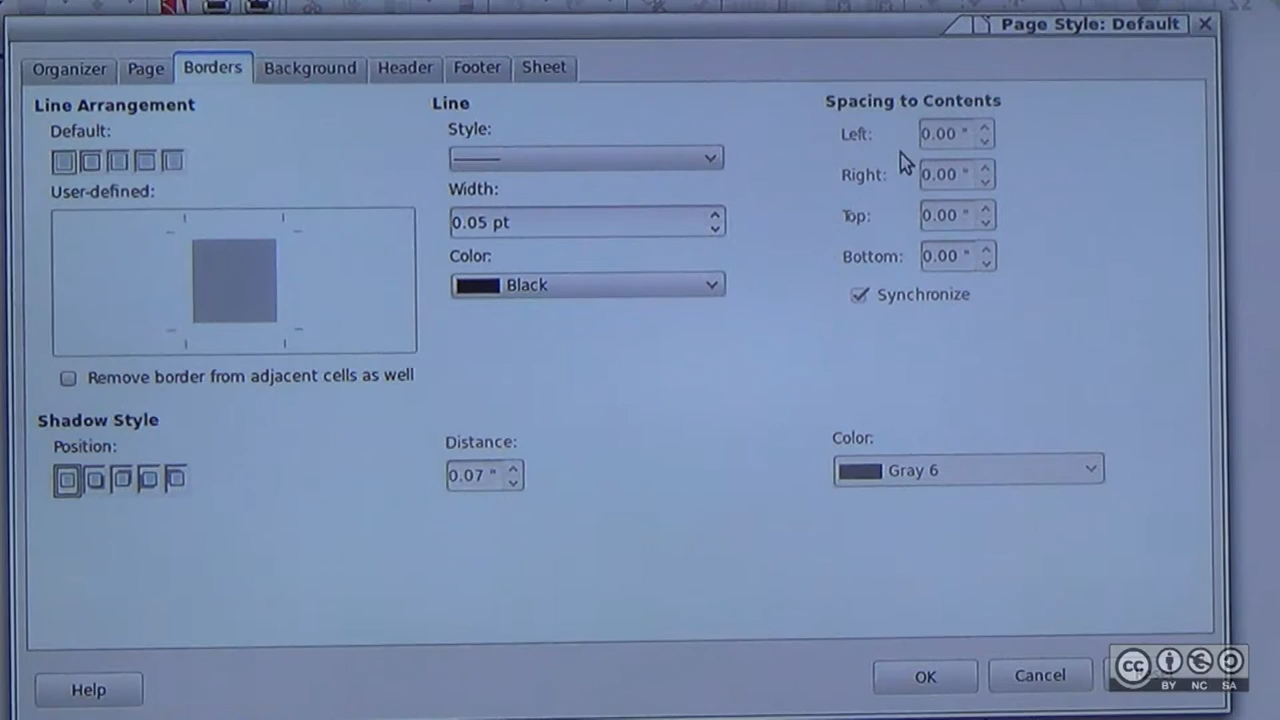 Page Style: Default
Organizer Page Borders Background Header Footer Sheet
Line Arrangement
Default:
User-defined:
Remove border from adjacent cells as well
Line
Style:
Width:
0.05 pt
Color:
Black
Spacing to Contents
Left: 0.00 "
Right: 0.00 "
Top: 0.00 "
Bottom: 0.00 "
Synchronize
Shadow Style
Position:
Distance:
0.07 "
Color:
Gray 6
Help
OK
Cancel
cc
BY NC SA